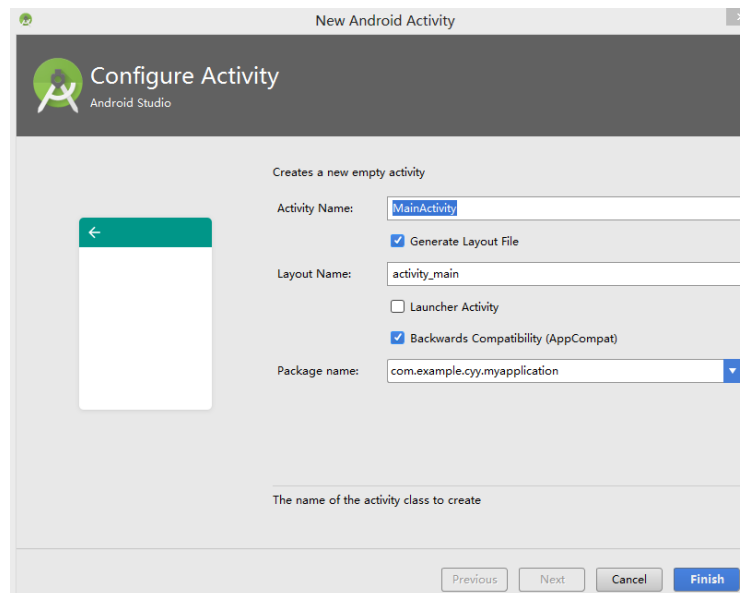 New Android Activity
Configure Activity
Android Studio
Creates a new empty activity
Activity Name: MainActivity
Generate Layout File
Layout Name: activity_main
Launcher Activity
Backwards Compatibility (AppCompat)
Package name: com.example.cyy.myapplication
The name of the activity class to create
Previous Next Cancel Finish